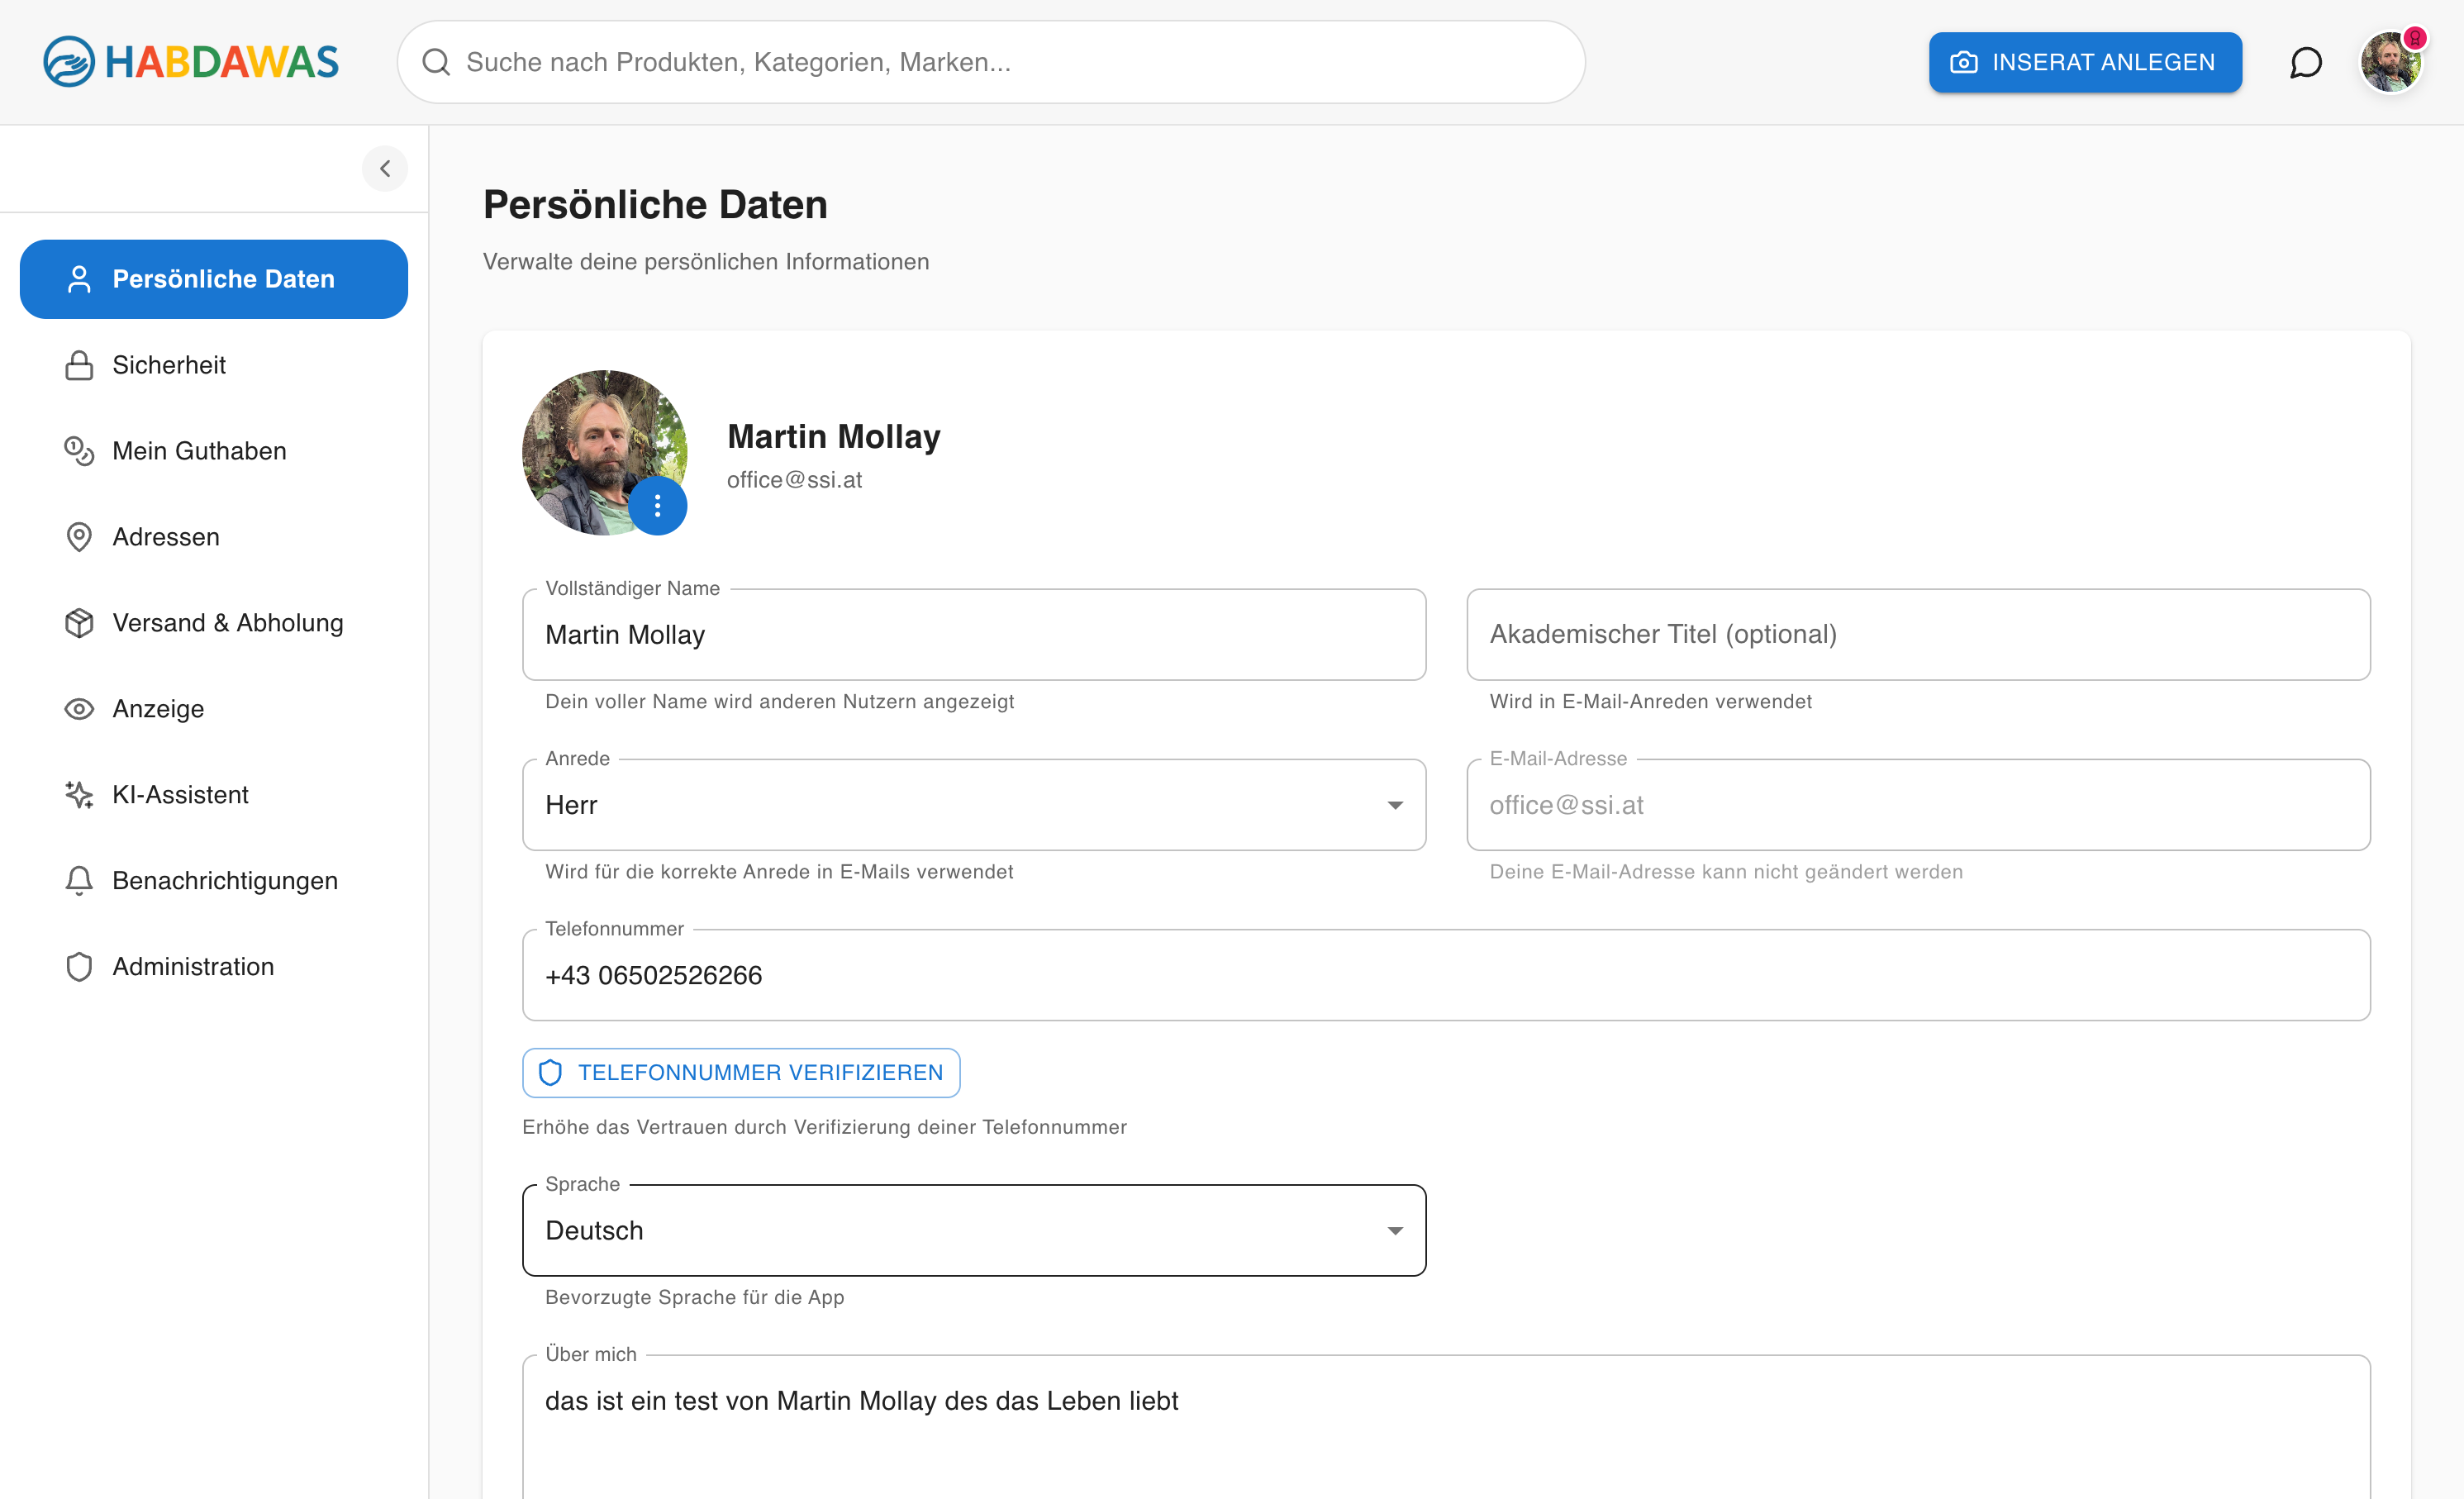 HABDAWAS
Suche nach Produkten, Kategorien, Marken...
INSERAT ANLEGEN
Persönliche Daten
Sicherheit
Mein Guthaben
Adressen
Versand & Abholung
Anzeige
KI-Assistent
Benachrichtigungen
Administration
Persönliche Daten
Verwalte deine persönlichen Informationen
Martin Mollay
office@ssi.at
Vollständiger Name
Martin Mollay
Dein voller Name wird anderen Nutzern angezeigt
Akademischer Titel (optional)
Wird in E-Mail-Anreden verwendet
Anrede
Herr
Wird für die korrekte Anrede in E-Mails verwendet
E-Mail-Adresse
office@ssi.at
Deine E-Mail-Adresse kann nicht geändert werden
Telefonnummer
+43 06502526266
TELEFONNUMMER VERIFIZIEREN
Erhöhe das Vertrauen durch Verifizierung deiner Telefonnummer
Sprache
Deutsch
Bevorzugte Sprache für die App
Über mich
das ist ein test von Martin Mollay des das Leben liebt